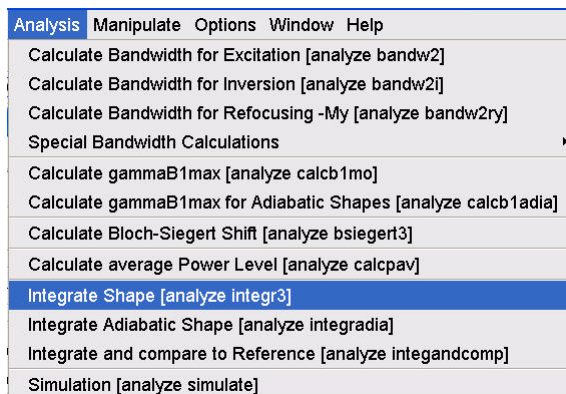 Analysis Manipulate Options Window Help
Calculate Bandwidth for Excitation [analyze bandw2]
Calculate Bandwidth for Inversion [analyze bandw2i]
Calculate Bandwidth for Refocusing -My [analyze bandw2ry]
Special Bandwidth Calculations
Calculate gammaB1max [analyze calcb1mo]
Calculate gammaB1max for Adiabatic Shapes [analyze calcb1adia]
Calculate Bloch-Siegert Shift [analyze bsiegert3]
Calculate average Power Level [analyze calcpav]
Integrate Shape [analyze integr3]
Integrate Adiabatic Shape [analyze integradia]
Integrate and compare to Reference [analyze integandcomp]
Simulation [analyze simulate]